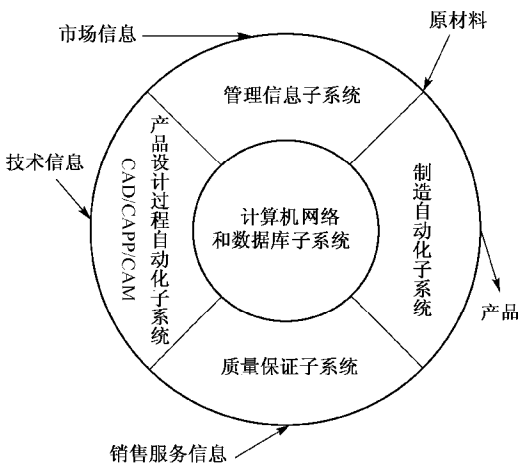 市场信息
原材料
管理信息子系统
技术信息
产品设计过程自动化子系统
CAD/CAPP/CAM
计算机网络
和数据库子系统
制造自动化子系统
产品
质量保证子系统
销售服务信息